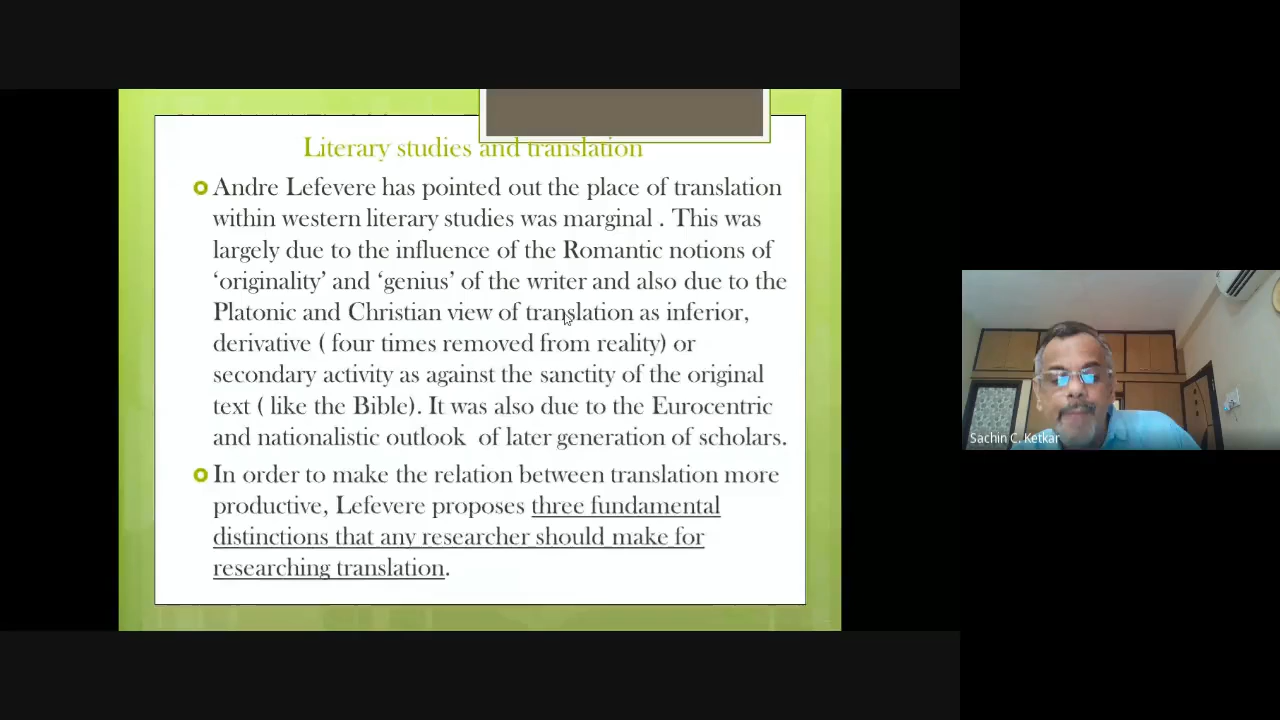 Literary studies and translation
Andre Lefevere has pointed out the place of translation
within western literary studies was marginal . This was
largely due to the influence of the Romantic notions of
‘originality’ and ‘genius’ of the writer and also due to the
Platonic and Christian view of translation as inferior,
derivative ( four times removed from reality) or
secondary activity as against the sanctity of the original
text ( like the Bible). It was also due to the Eurocentric
and nationalistic outlook of later generation of scholars.
In order to make the relation between translation more
productive, Lefevere proposes three fundamental
distinctions that any researcher should make for
researching translation.
Sachin C. Ketkar